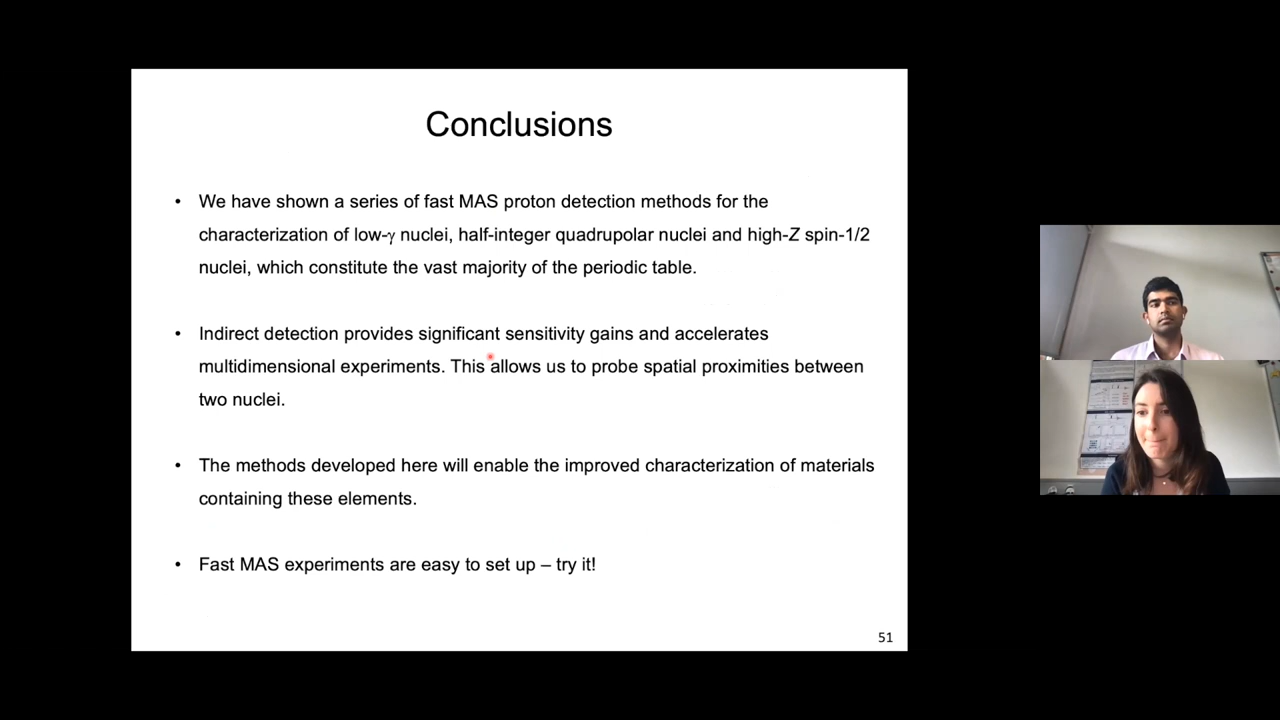 Conclusions
• We have shown a series of fast MAS proton detection methods for the
characterization of low-γ nuclei, half-integer quadrupolar nuclei and high-Z spin-1/2
nuclei, which constitute the vast majority of the periodic table.
• Indirect detection provides significant sensitivity gains and accelerates
multidimensional experiments. This allows us to probe spatial proximities between
two nuclei.
• The methods developed here will enable the improved characterization of materials
containing these elements.
• Fast MAS experiments are easy to set up – try it!
51